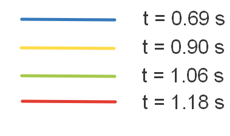 t = 0.69 s
t = 0.90 s
t = 1.06 s
t = 1.18 s